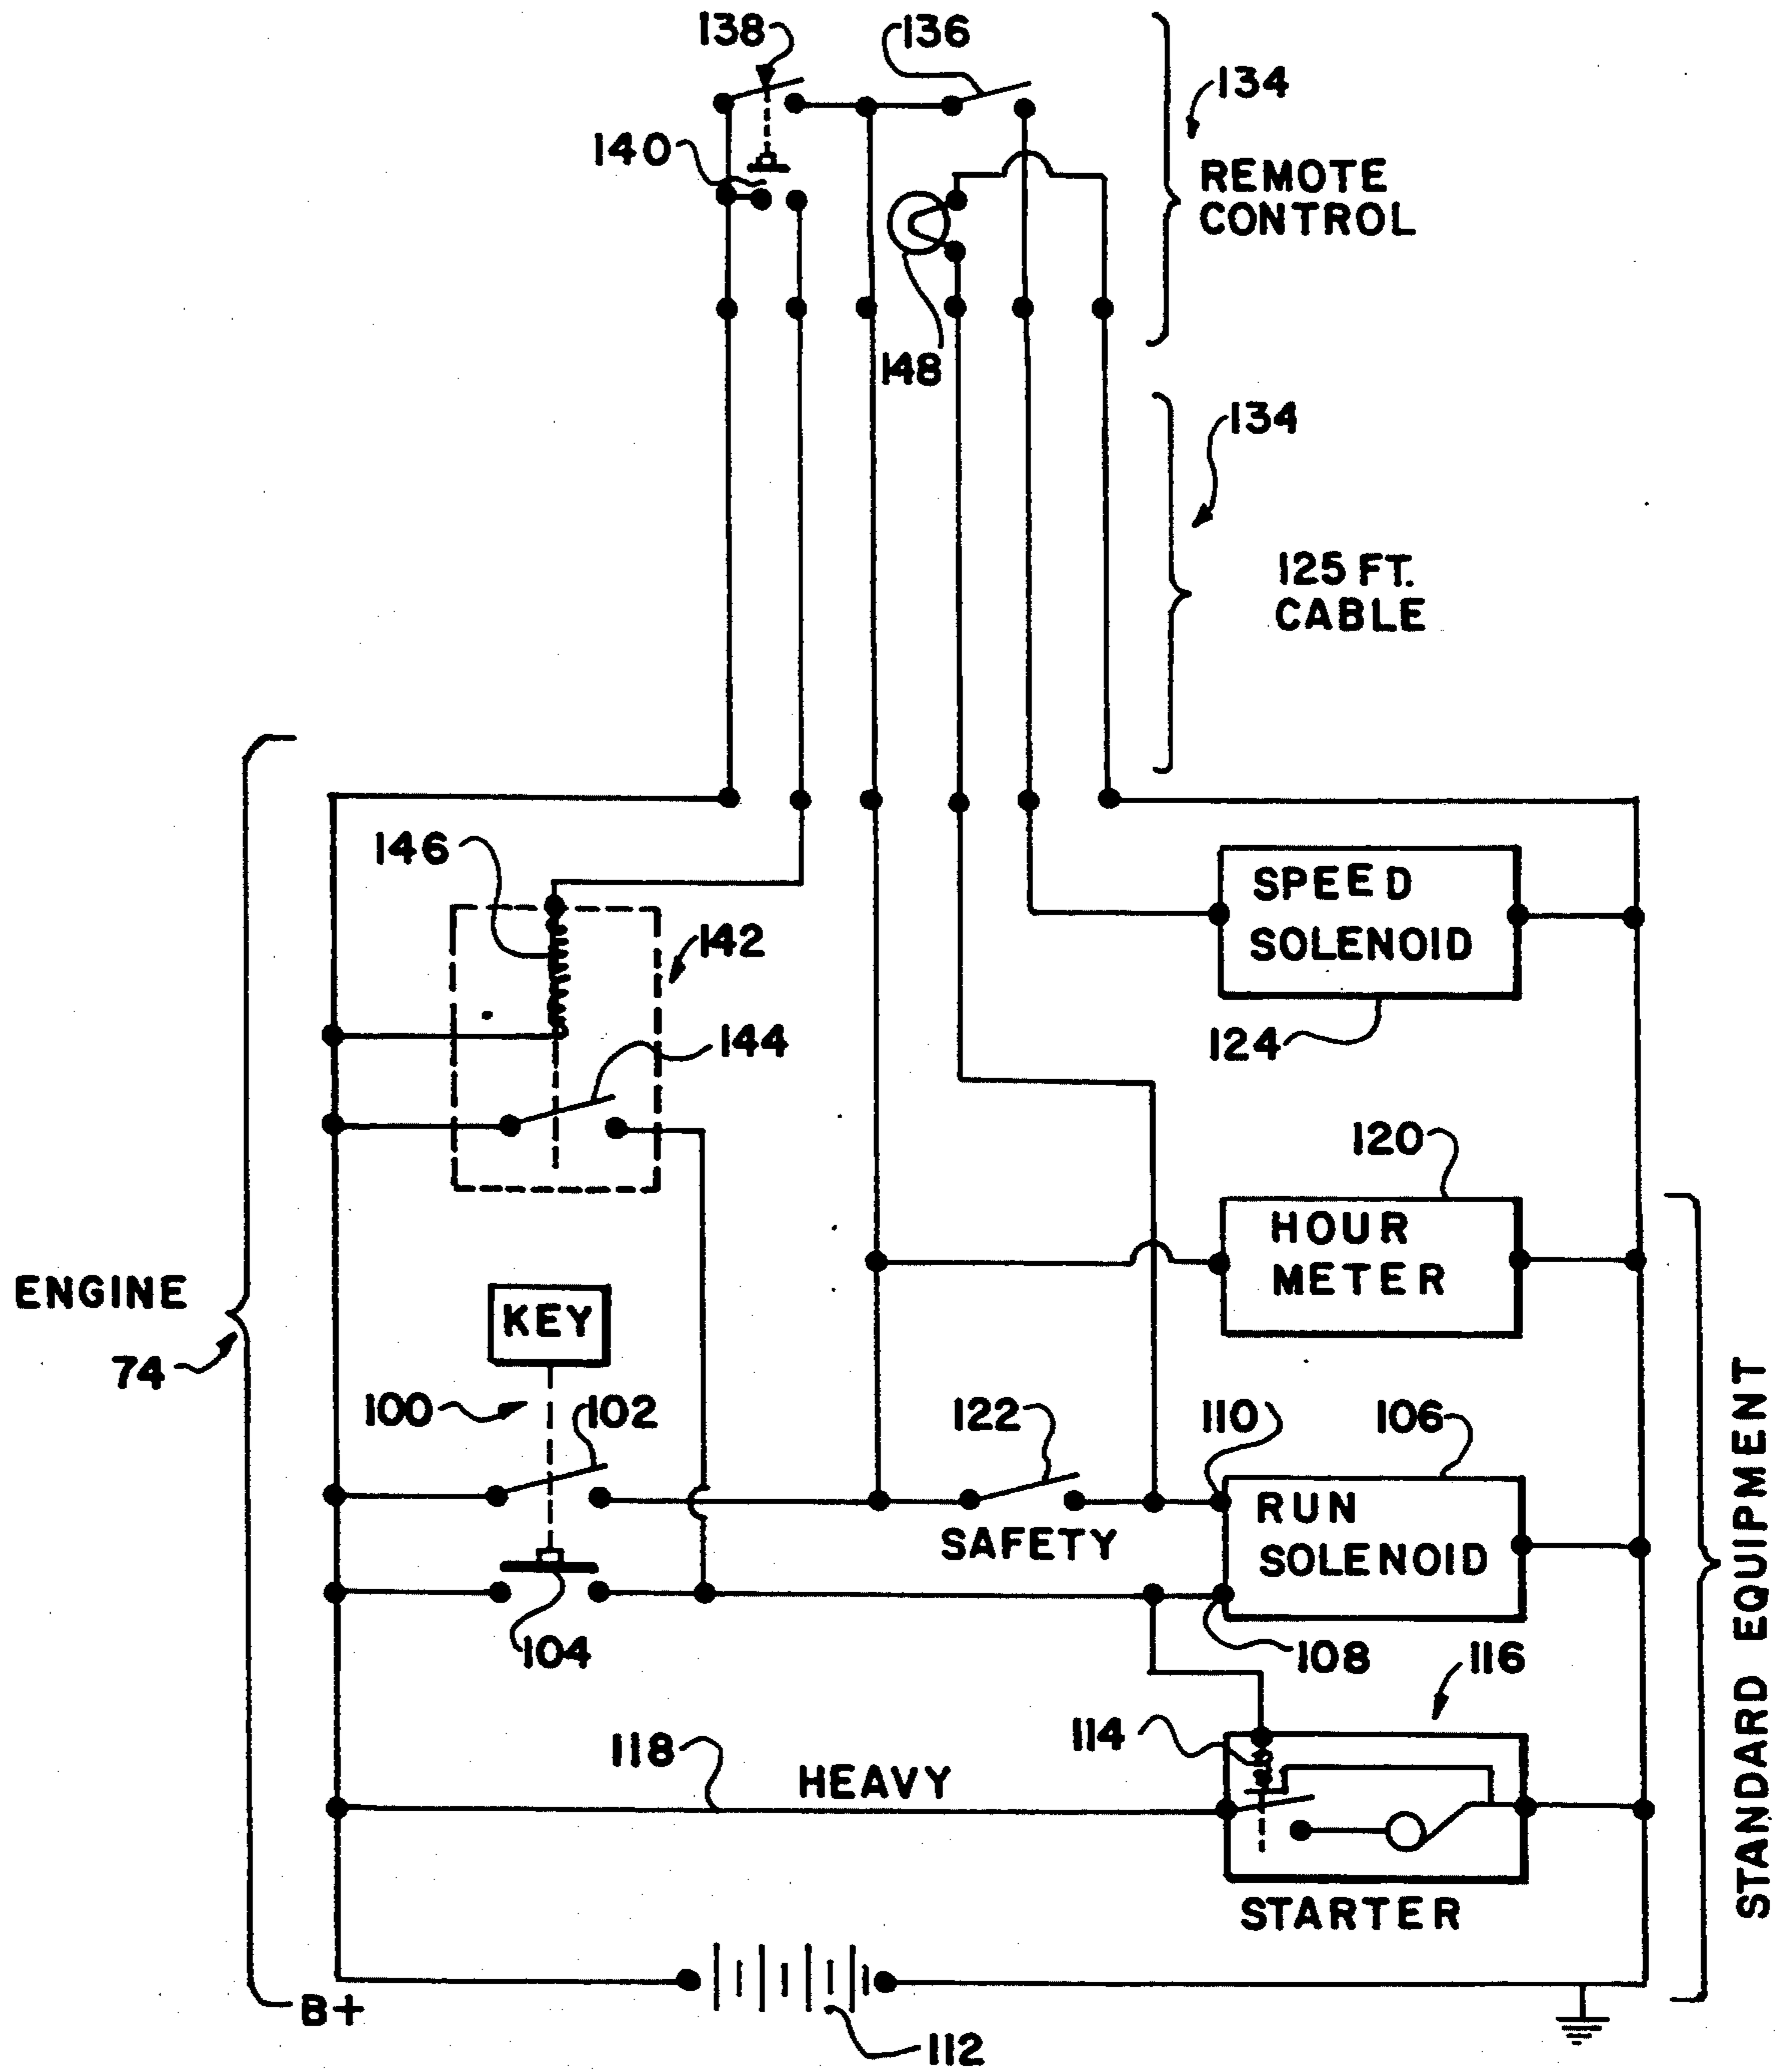 138
136
134
140
REMOTE
CONTROL
148
134
125 FT.
CABLE
146
142
SPEED
SOLENOID
144
124
120
HOUR
METER
ENGINE
74
KEY
100
102
122
110
106
RUN
SOLENOID
SAFETY
104
108
116
114
118
HEAVY
STARTER
STANDARD EQUIPMENT
B+
112